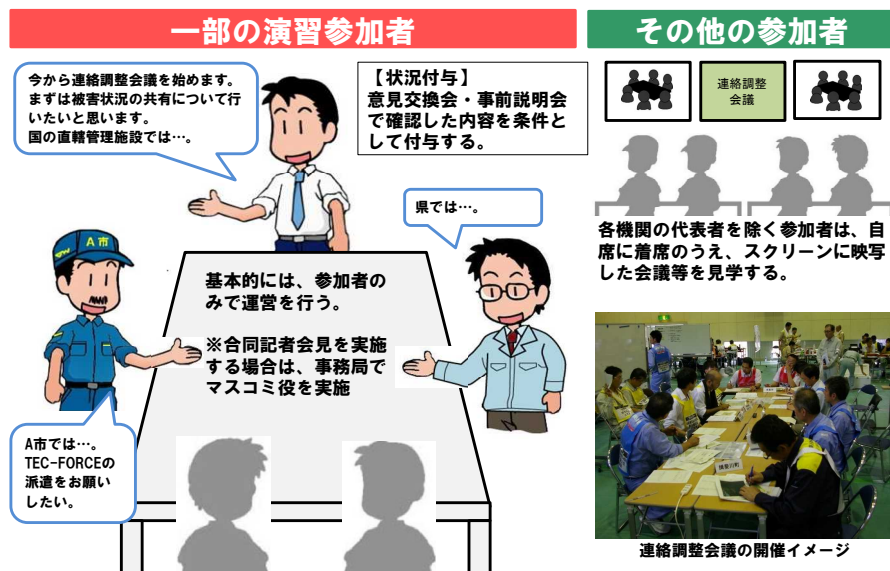 一部の演習参加者
今から連絡調整会議を始めます。
まずは被害状況の共有について行
いたいと思います。
国の直轄管理施設では…。
【状況付与】
意見交換会・事前説明会
で確認した内容を条件と
して付与する。
県では…。
A市
基本的には、参加者の
みで運営を行う。
※合同記者会見を実施
する場合は、事務局で
マスコミ役を実施
A市では…。
TEC-FORCEの
派遣をお願い
したい。
その他の参加者
連絡調整
会議
各機関の代表者を除く参加者は、自
席に着席のうえ、スクリーンに映写
した会議等を見学する。
連絡調整会議の開催イメージ